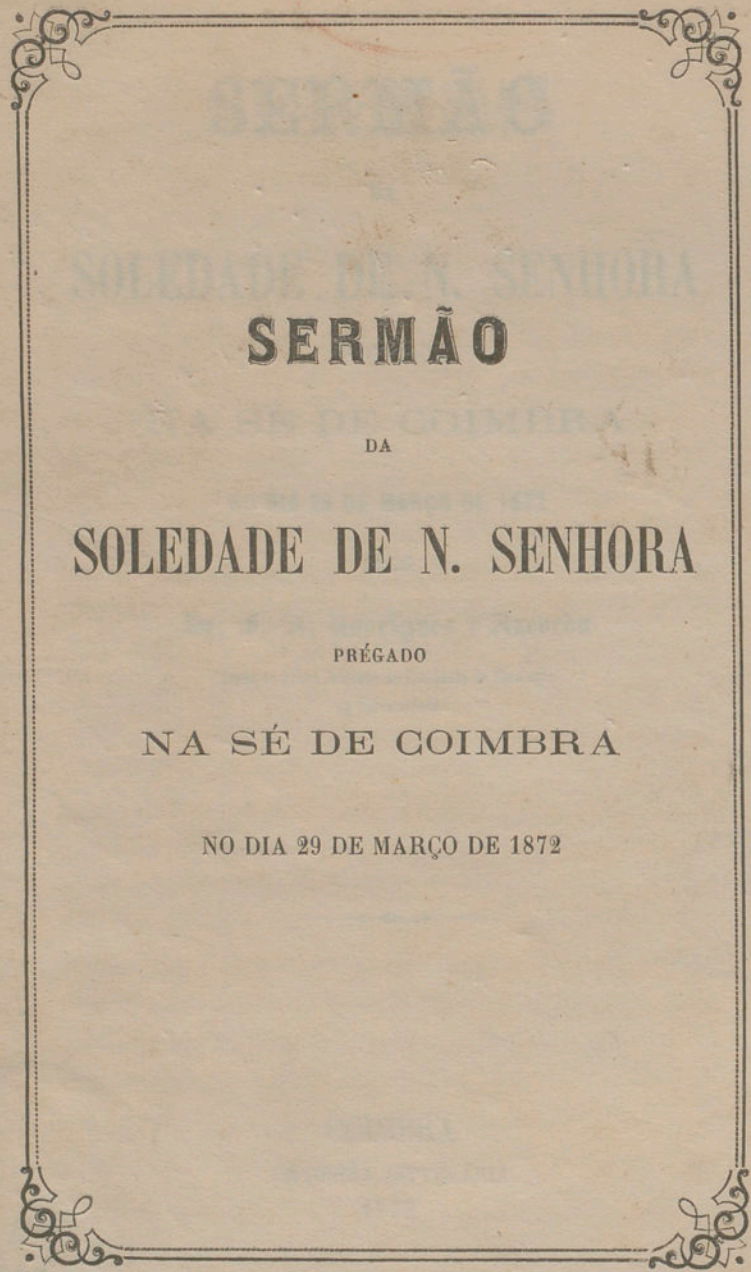 SERMÃO
DA
SOLEDADE DE N. SENHORA
PRÉGADO
NA SÉ DE COIMBRA
NO DIA 29 DE MARÇO DE 1872